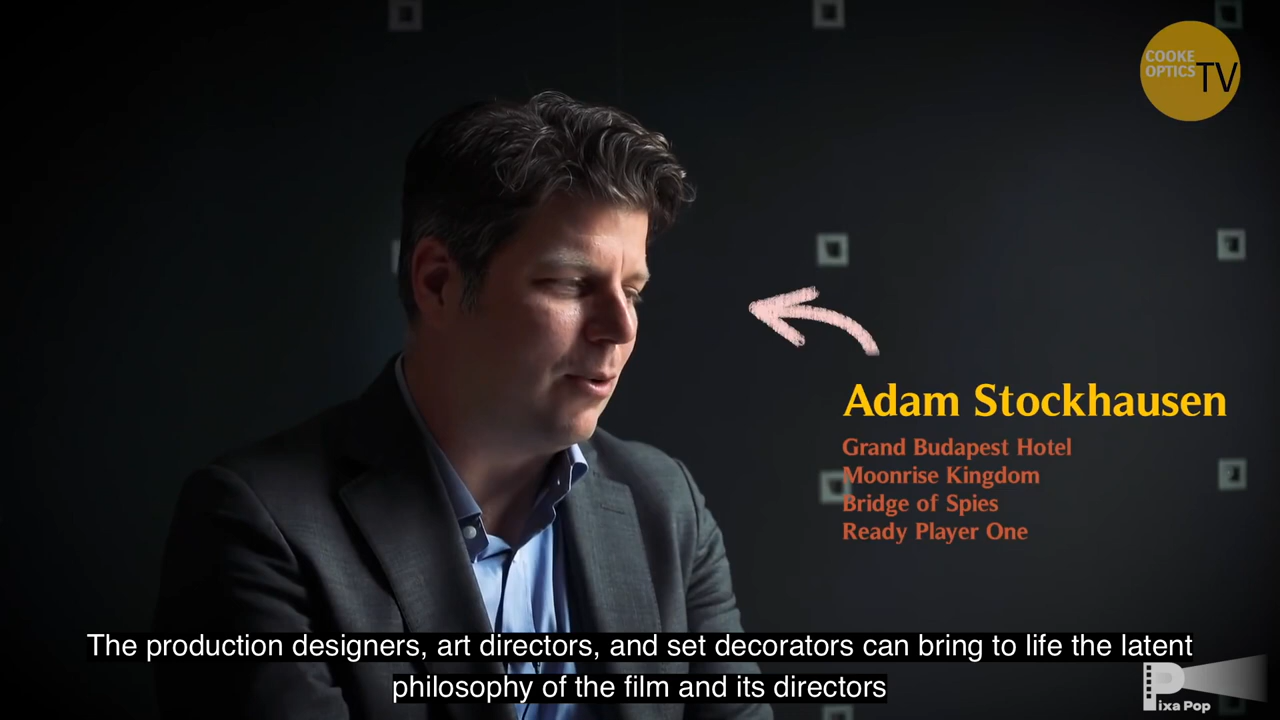 COOKE
OPTICS TV
Adam Stockhausen
Grand Budapest Hotel
Moonrise Kingdom
Bridge of Spies
Ready Player One
The production designers, art directors, and set decorators can bring to life the latent
philosophy of the film and its directors
Pixa Pop